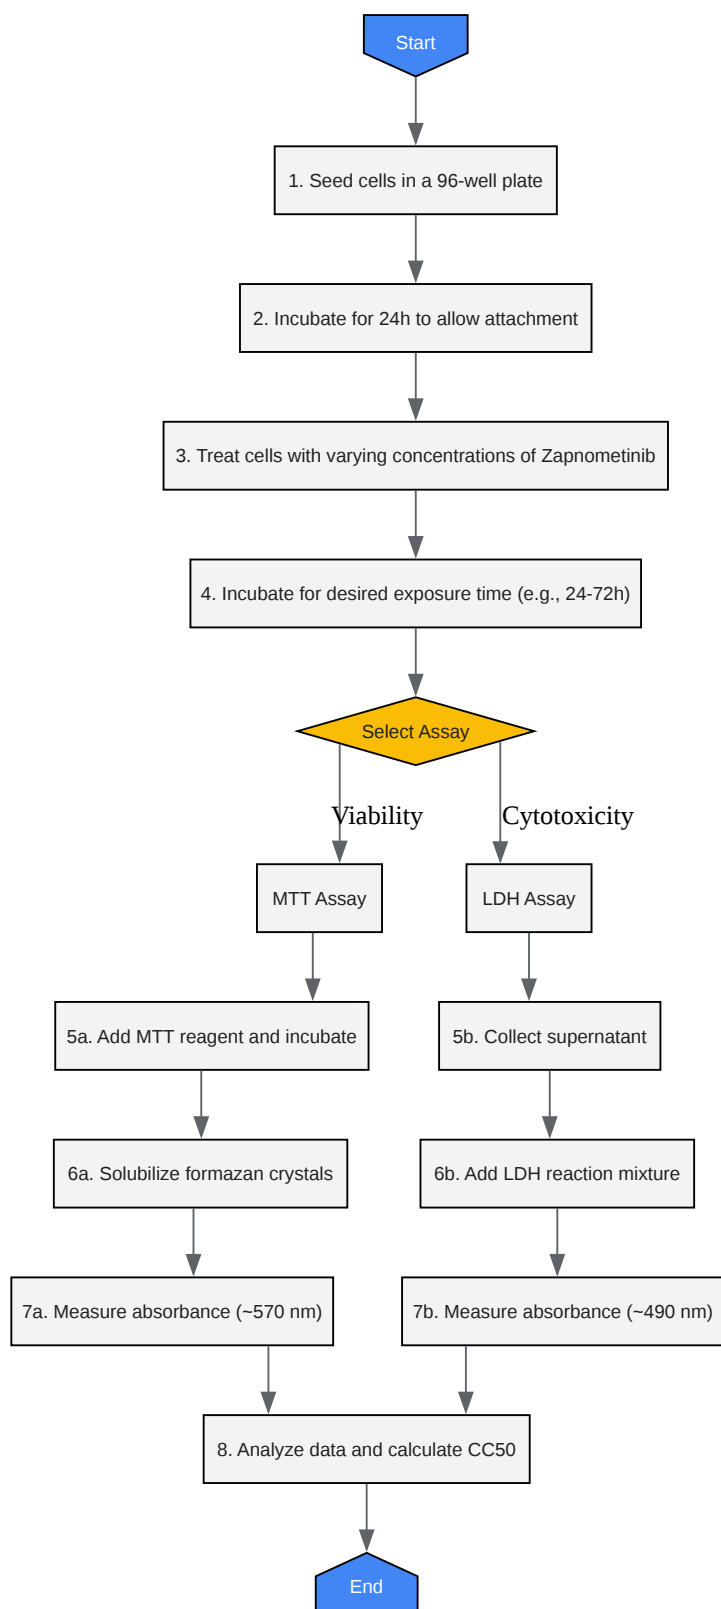 Start
1. Seed cells in a 96-well plate
2. Incubate for 24h to allow attachment
3. Treat cells with varying concentrations of Zapnometinib
4. Incubate for desired exposure time (e.g., 24-72h)
Select Assay
Viability
Cytotoxicity
MTT Assay
LDH Assay
5a. Add MTT reagent and incubate
5b. Collect supernatant
6a. Solubilize formazan crystals
6b. Add LDH reaction mixture
7a. Measure absorbance (~570 nm)
7b. Measure absorbance (~490 nm)
8. Analyze data and calculate CC50
End